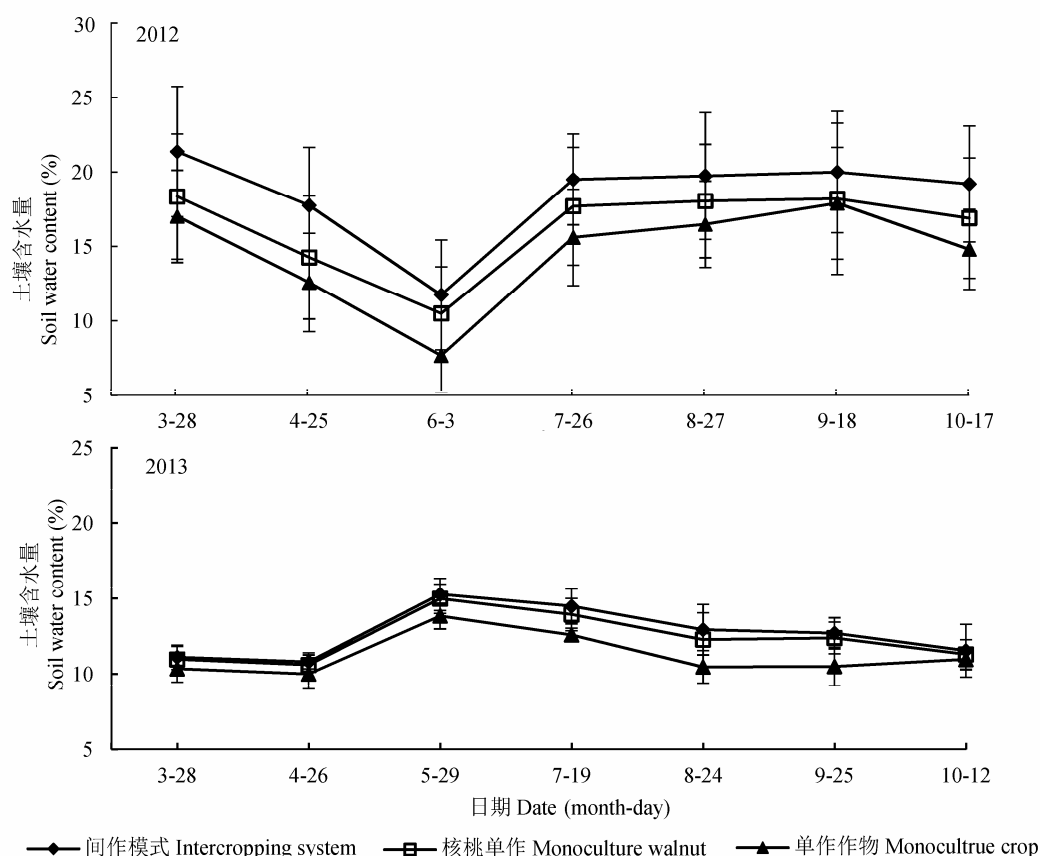 30
2012
25
20
15
10
5
土壤含水量
Soil water content (%)
3-28 4-25 6-3 7-26 8-27 9-18 10-17
25
2013
20
15
10
5
土壤含水量
Soil water content (%)
3-28 4-26 5-29 7-19 8-24 9-25 10-12
日期 Date (month-day)
间作模式 Intercropping system 核桃单作 Monoculture walnut 单作作物 Monocultrue crop